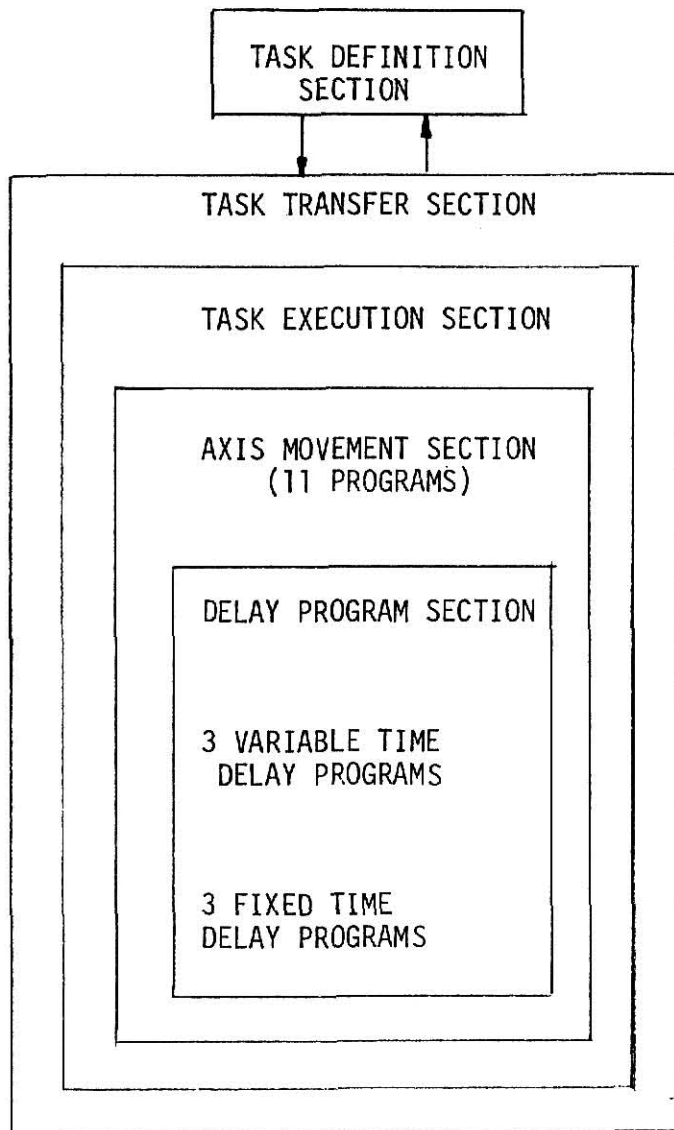 TASK DEFINITION
SECTION
TASK TRANSFER SECTION
TASK EXECUTION SECTION
AXIS MOVEMENT SECTION
(11 PROGRAMS)
DELAY PROGRAM SECTION
3 VARIABLE TIME
DELAY PROGRAMS
3 FIXED TIME
DELAY PROGRAMS